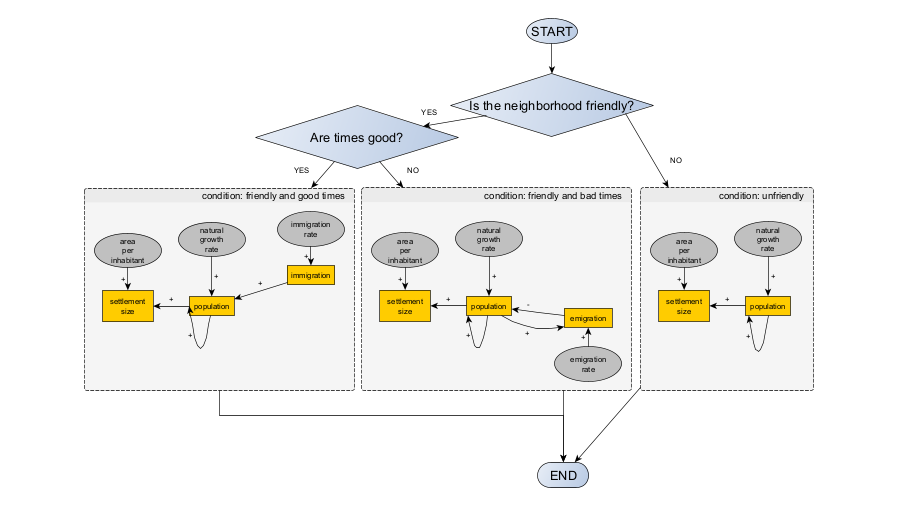 START
Is the neighborhood friendly?
YES
NO
Are times good?
YES
NO
condition: friendly and good times
area
per
inhabitant
natural
growth
rate
immigration
rate
+
+
+
immigration
+
settlement
size
+
population
+
condition: friendly and bad times
area
per
inhabitant
natural
growth
rate
+
+
settlement
size
+
population
-
emigration
+
+
+
emigration
rate
condition: unfriendly
area
per
inhabitant
natural
growth
rate
+
+
settlement
size
+
population
+
END